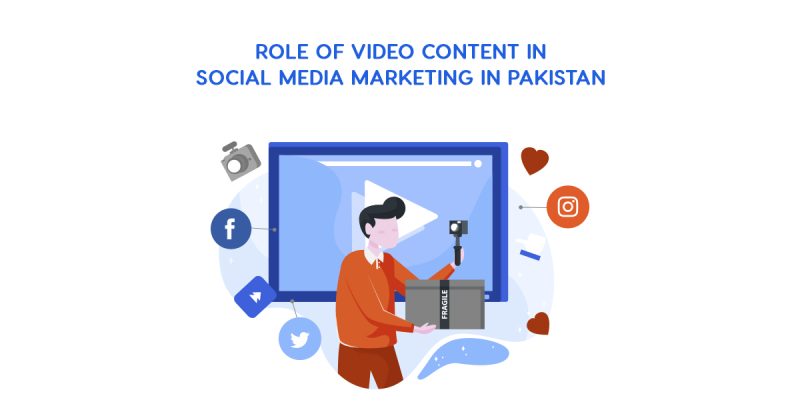 ROLE OF VIDEO CONTENT IN
SOCIAL MEDIA MARKETING IN PAKISTAN
FRAGILE